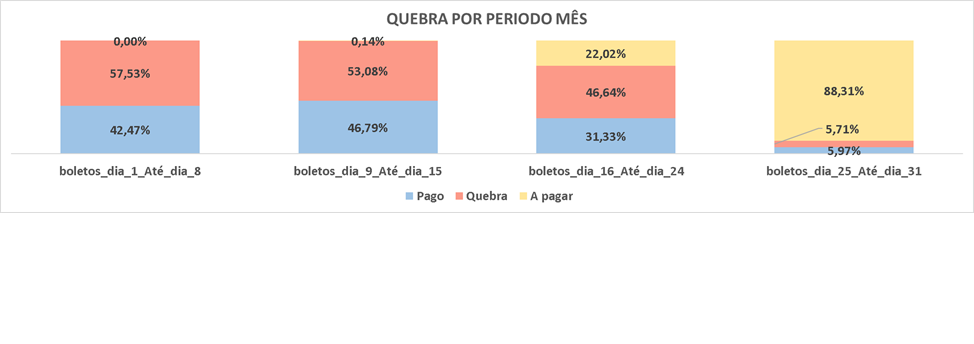 QUEBRA POR PERIODO MÊS
0,00% 0,14% 22,02%
57,53% 53,08% 46,64% 88,31%
42,47% 46,79% 31,33% 5,71%
5,97%
boletos_dia_1_Até_dia_8 boletos_dia_9_Até_dia_15 boletos_dia_16_Até_dia_24 boletos_dia_25_Até_dia_31
Pago Quebra A pagar